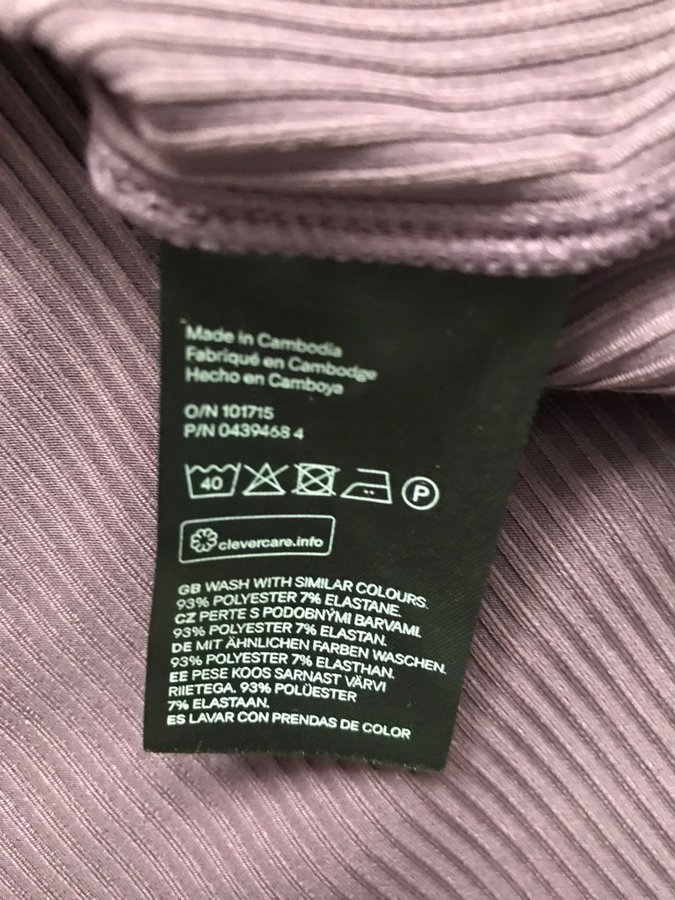 Made in Cambodia
Fabriqué en Cambodge
Hecho en Camboya
O/N 101715
P/N 0439468 4
40
P
clevercare.info
GB WASH WITH SIMILAR COLOURS.
93% POLYESTER 7% ELASTANE.
CZ PERTE S PODOBNÝMI BARVAMI.
93% POLYESTER 7% ELASTAN.
DE MIT ÄHNLICHEN FARBEN WASCHEN.
93% POLYESTER 7% ELASTHAN.
EE PESE KOOS SARNAST VÄRVI
RIIETEGA. 93% POLÜESTER
7% ELASTAAN.
ES LAVAR CON PRENDAS DE COLOR